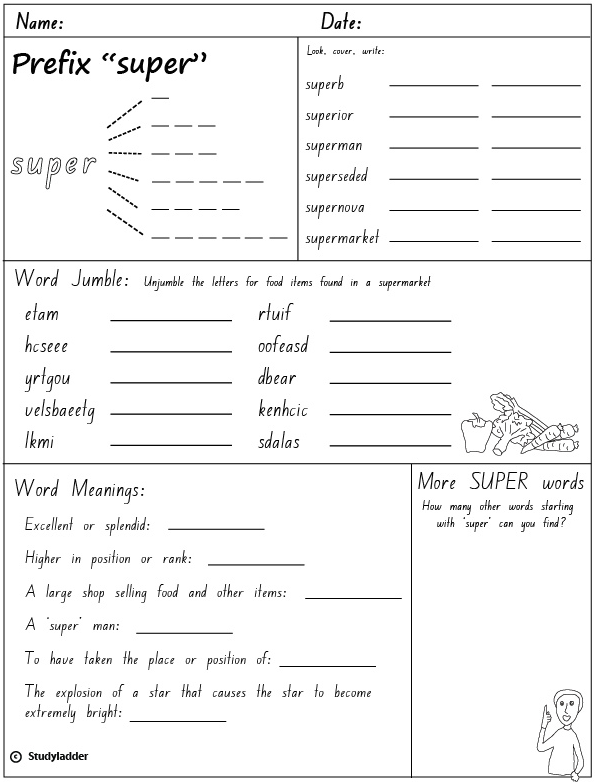 Name: Date:
Prefix “super”
super
Look, cover, write:
superb
superior
superman
superseded
supernova
supermarket
Word Jumble: Unjumble the letters for food items found in a supermarket
etam rtuif
hcseee oofeasd
yrtgou dbear
velsbaeetg kenhcic
lkmi sdalas
Word Meanings:
Excellent or splendid:
Higher in position or rank:
A large shop selling food and other items:
A 'super' man:
To have taken the place or position of:
The explosion of a star that causes the star to become
extremely bright:
More SUPER words
How many other words starting
with 'super' can you find?
© Studyladder